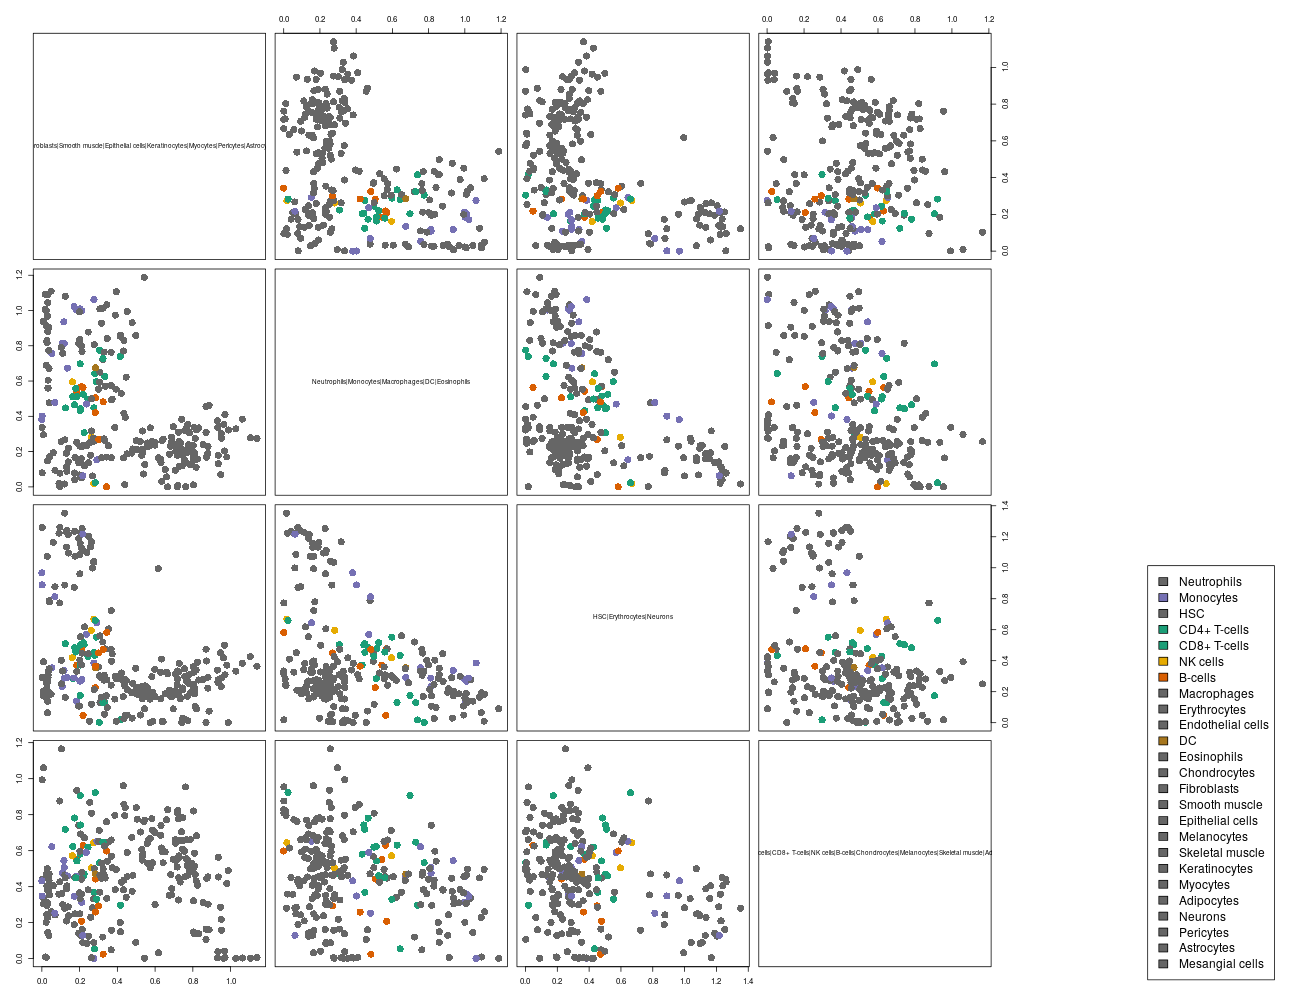 0.0 0.2 0.4 0.6 0.8 1.0 1.2
0.0 0.2 0.4 0.6 0.8 1.0 1.2
roblasts|Smooth muscle|Epithelial cells|Keratinocytes|Myocytes|Pericytes|Astroc
0.0 0.2 0.4 0.6 0.8 1.0
0.0 0.2 0.4 0.6 0.8 1.0 1.2
Neutrophils|Monocytes|Macrophages|DC|Eosinophils
HSC|Erythrocytes|Neurons
0.0 0.2 0.4 0.6 0.8 1.0 1.2 1.4
0.0 0.2 0.4 0.6 0.8 1.0 1.2
cells|CD8+ T-cells|NK cells|B-cells|Chondrocytes|Melanocytes|Skeletal muscle|Ad
0.0 0.2 0.4 0.6 0.8 1.0
0.0 0.2 0.4 0.6 0.8 1.0 1.2 1.4
Neutrophils
Monocytes
HSC
CD4+ T-cells
CD8+ T-cells
NK cells
B-cells
Macrophages
Erythrocytes
Endothelial cells
DC
Eosinophils
Chondrocytes
Fibroblasts
Smooth muscle
Epithelial cells
Melanocytes
Skeletal muscle
Keratinocytes
Myocytes
Adipocytes
Neurons
Pericytes
Astrocytes
Mesangial cells